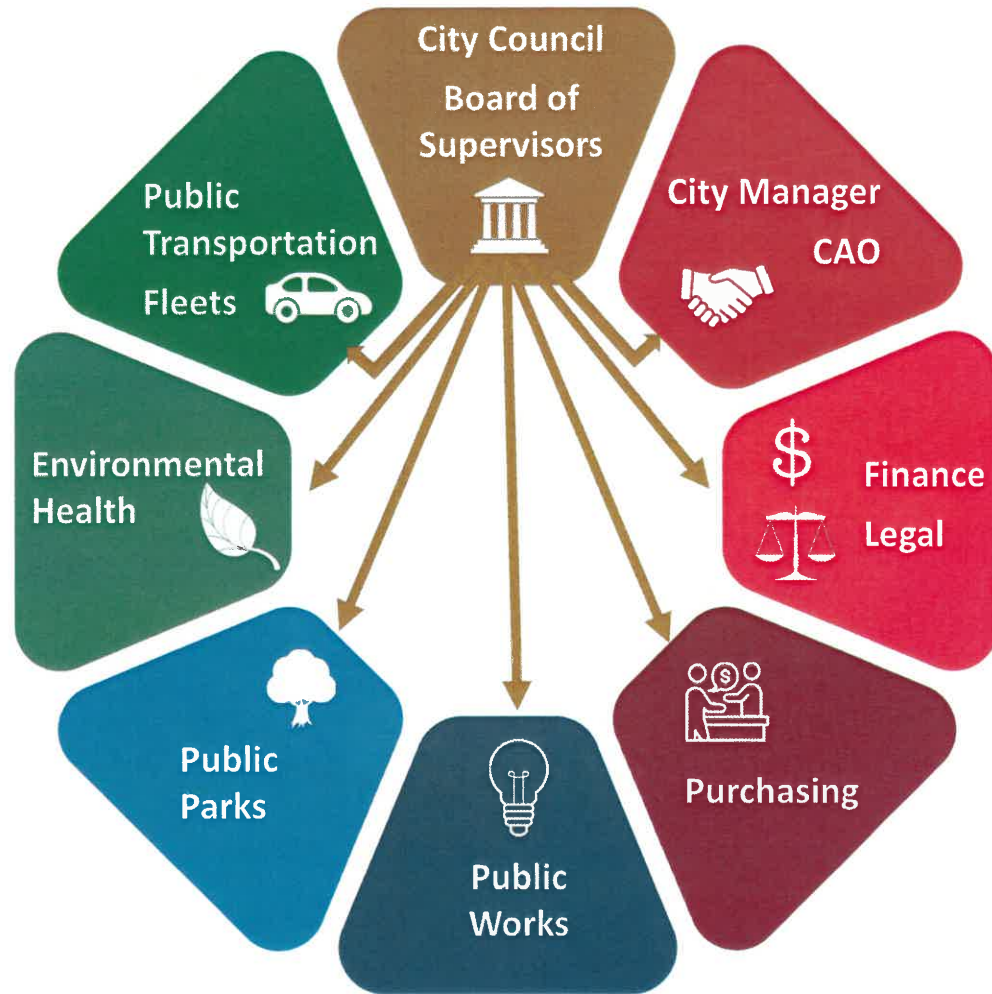 City Council
Board of
Supervisors
City Manager
CAO
$
Finance
Legal
$
Purchasing
Public
Works
Public
Parks
Environmental
Health
Public
Transportation
Fleets